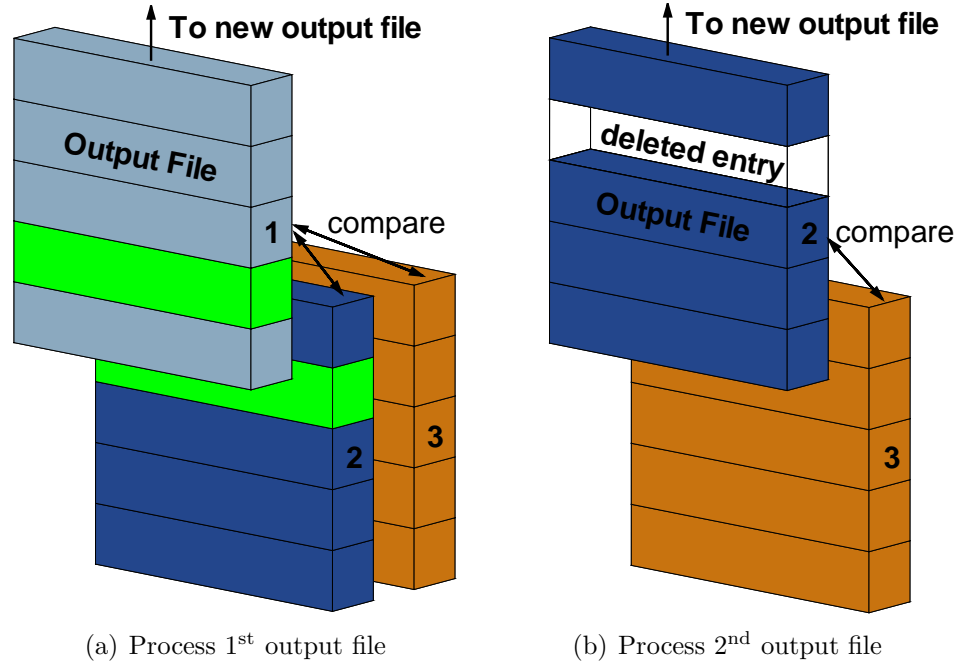 To new output file
Output File
1
compare
2
3
(a) Process 1st output file
To new output file
deleted entry
Output File
2
compare
3
(b) Process 2nd output file